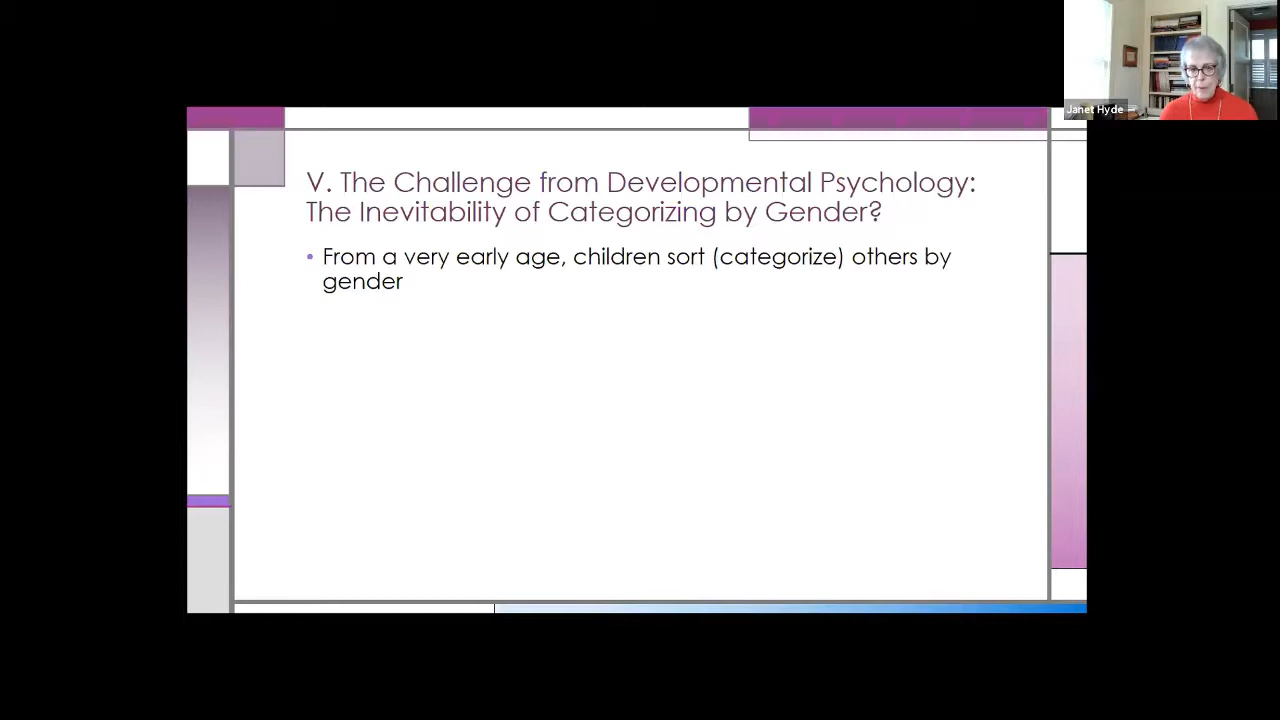 Janet Hyde
V. The Challenge from Developmental Psychology:
The Inevitability of Categorizing by Gender?
• From a very early age, children sort (categorize) others by
gender